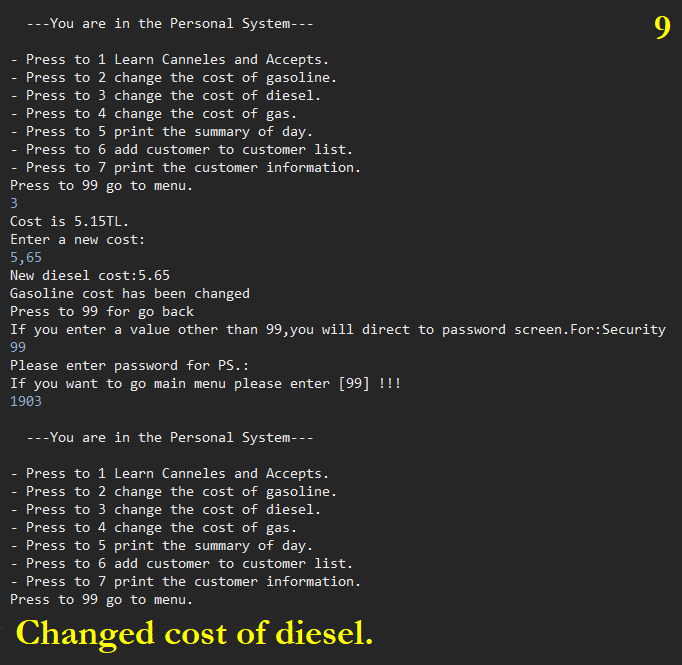 ---You are in the Personal System---
9
- Press to 1 Learn Canneles and Accepts.
- Press to 2 change the cost of gasoline.
- Press to 3 change the cost of diesel.
- Press to 4 change the cost of gas.
- Press to 5 print the summary of day.
- Press to 6 add customer to customer list.
- Press to 7 print the customer information.
Press to 99 go to menu.
3
Cost is 5.15TL.
Enter a new cost:
5,65
New diesel cost:5.65
Gasoline cost has been changed
Press to 99 for go back
If you enter a value other than 99,you will direct to password screen.For:Security
99
Please enter password for PS.:
If you want to go main menu please enter [99] !!!
1903
---You are in the Personal System---
- Press to 1 Learn Canneles and Accepts.
- Press to 2 change the cost of gasoline.
- Press to 3 change the cost of diesel.
- Press to 4 change the cost of gas.
- Press to 5 print the summary of day.
- Press to 6 add customer to customer list.
- Press to 7 print the customer information.
Press to 99 go to menu.
Changed cost of diesel.